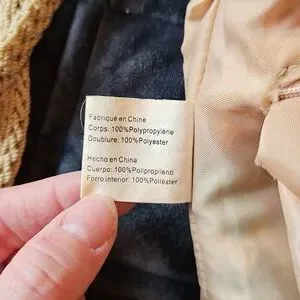 Fabriqué en Chine
Corps: 100%Polypropylène
Doublure: 100%Polyester
Hecho en China
Cuerpo: 100%Polipropileno
Forro interior: 100%Poliéster